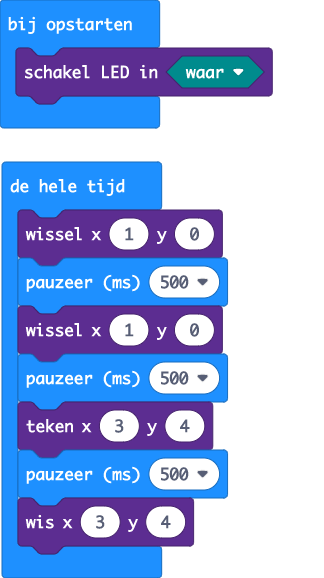 bij opstarten
schakel LED in waar
de hele tijd
wissel x 1 y 0
pauzeer (ms) 500
wissel x 1 y 0
pauzeer (ms) 500
teken x 3 y 4
pauzeer (ms) 500
wis x 3 y 4